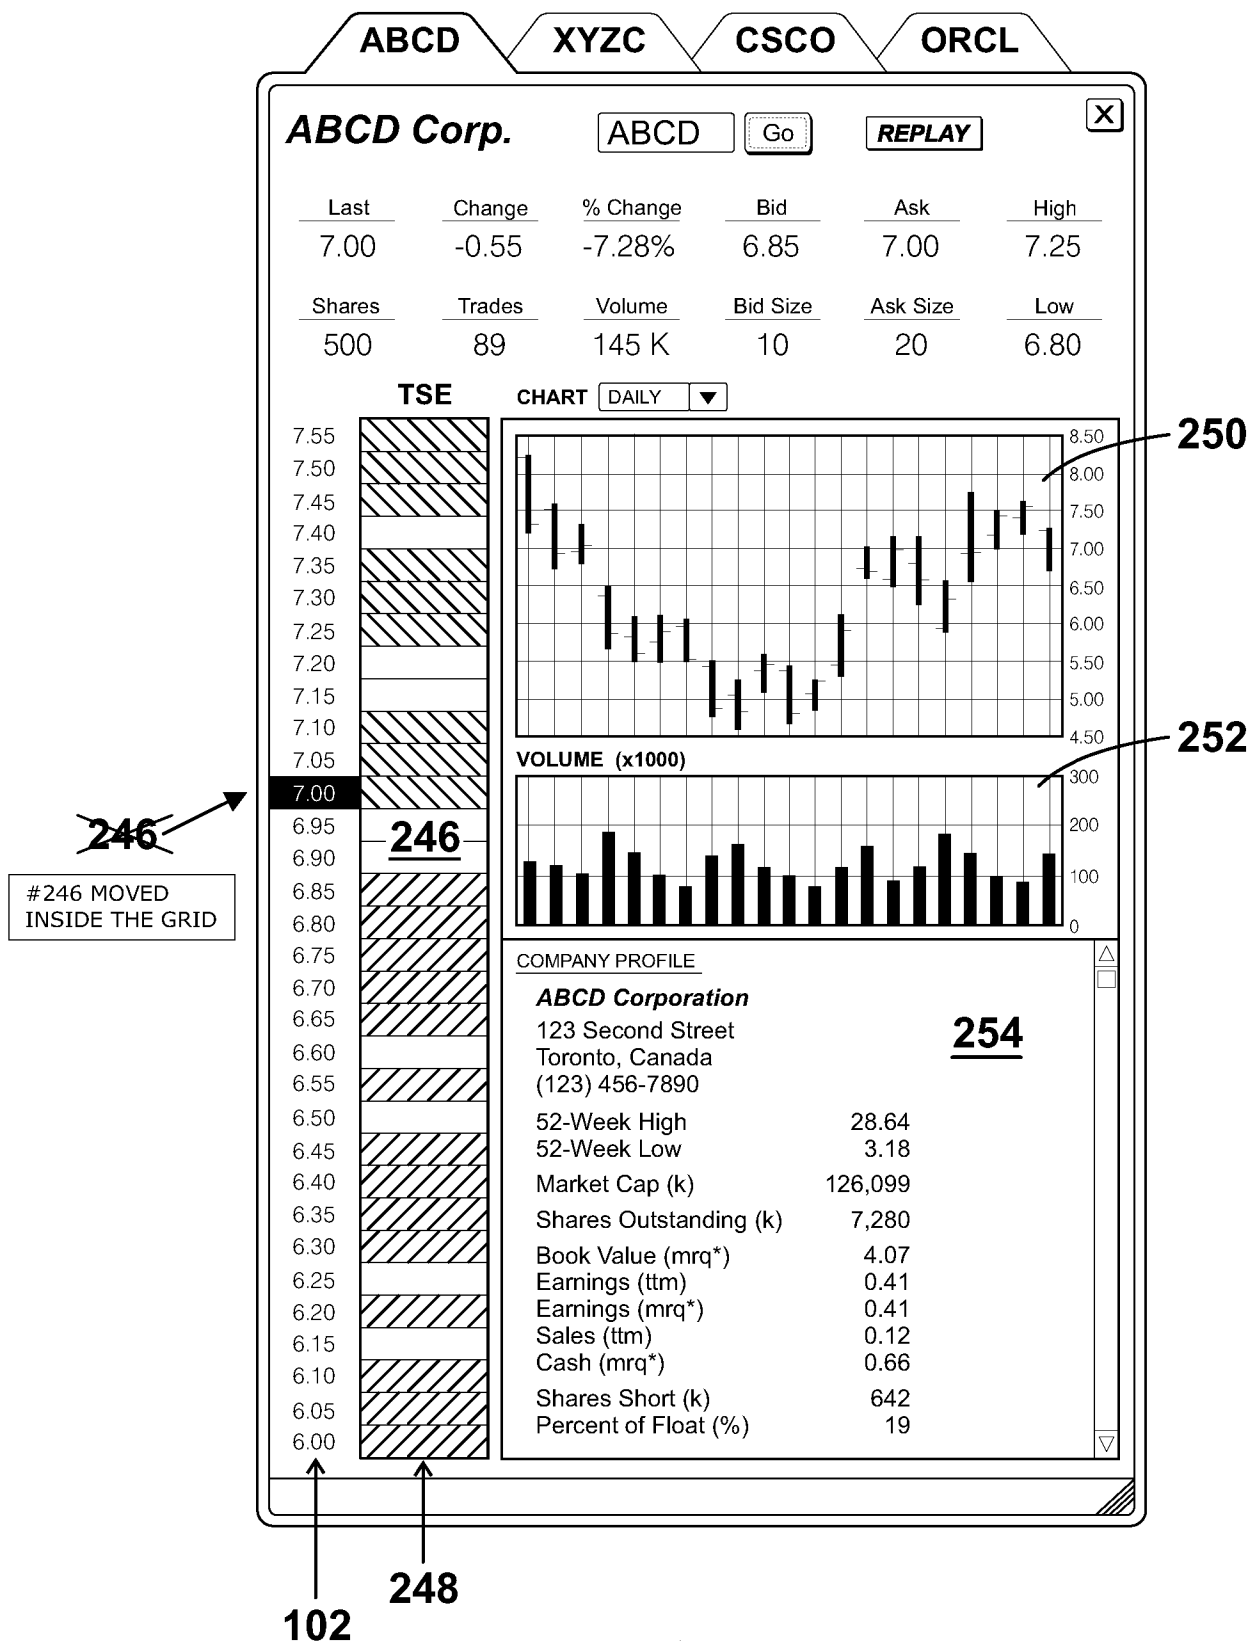 ABCD XYZC CSCO ORCL
ABCD Corp. ABCD Go REPLAY X
Last Change % Change Bid Ask High
7.00 -0.55 -7.28% 6.85 7.00 7.25
Shares Trades Volume Bid Size Ask Size Low
500 89 145 K 10 20 6.80
TSE CHART DAILY
7.55
7.50
7.45
7.40
7.35
7.30
7.25
7.20
7.15
7.10
7.05
7.00
6.95
6.90
6.85
6.80
6.75
6.70
6.65
6.60
6.55
6.50
6.45
6.40
6.35
6.30
6.25
6.20
6.15
6.10
6.05
6.00
246
246
#246 MOVED
INSIDE THE GRID
8.50
8.00
7.50
7.00
6.50
6.00
5.50
5.00
4.50
250
VOLUME (x1000)
300
200
100
0
252
COMPANY PROFILE
ABCD Corporation
123 Second Street
Toronto, Canada
(123) 456-7890
254
52-Week High 28.64
52-Week Low 3.18
Market Cap (k) 126,099
Shares Outstanding (k) 7,280
Book Value (mrq*) 4.07
Earnings (ttm) 0.41
Earnings (mrq*) 0.41
Sales (ttm) 0.12
Cash (mrq*) 0.66
Shares Short (k) 642
Percent of Float (%) 19
248
102